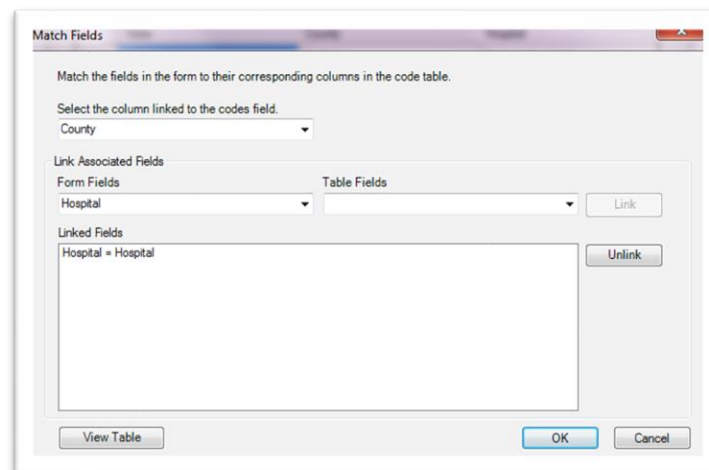 Match Fields
Match the fields in the form to their corresponding columns in the code table.
Select the column linked to the codes field.
County
Link Associated Fields
Form Fields Table Fields
Hospital Link
Linked Fields
Hospital = Hospital Unlink
View Table OK Cancel